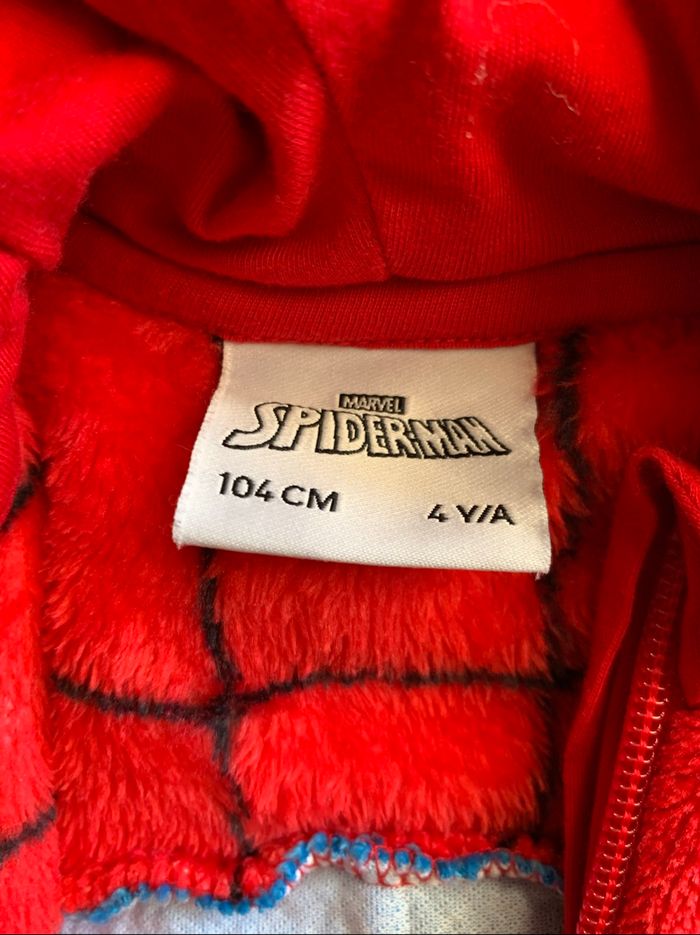 MARVEL
SPIDER-MAN
104 CM
4 Y/A